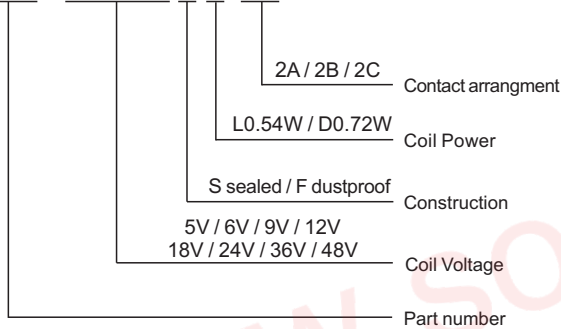 2A / 2B / 2C
Contact arrangment
L0.54W / D0.72W
Coil Power
S sealed / F dustproof
Construction
5V / 6V / 9V / 12V
18V / 24V / 36V / 48V
Coil Voltage
Part number